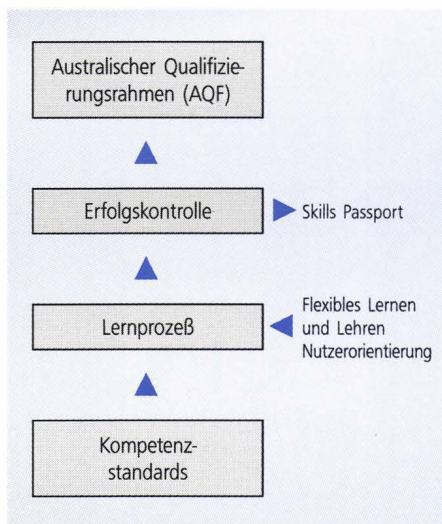 Australischer Qualifizie-
rungsrahmen (AQF)
Erfolgskontrolle
Skills Passport
Lernprozeß
Flexibles Lernen
und Lehren
Nutzerorientierung
Kompetenz-
standards